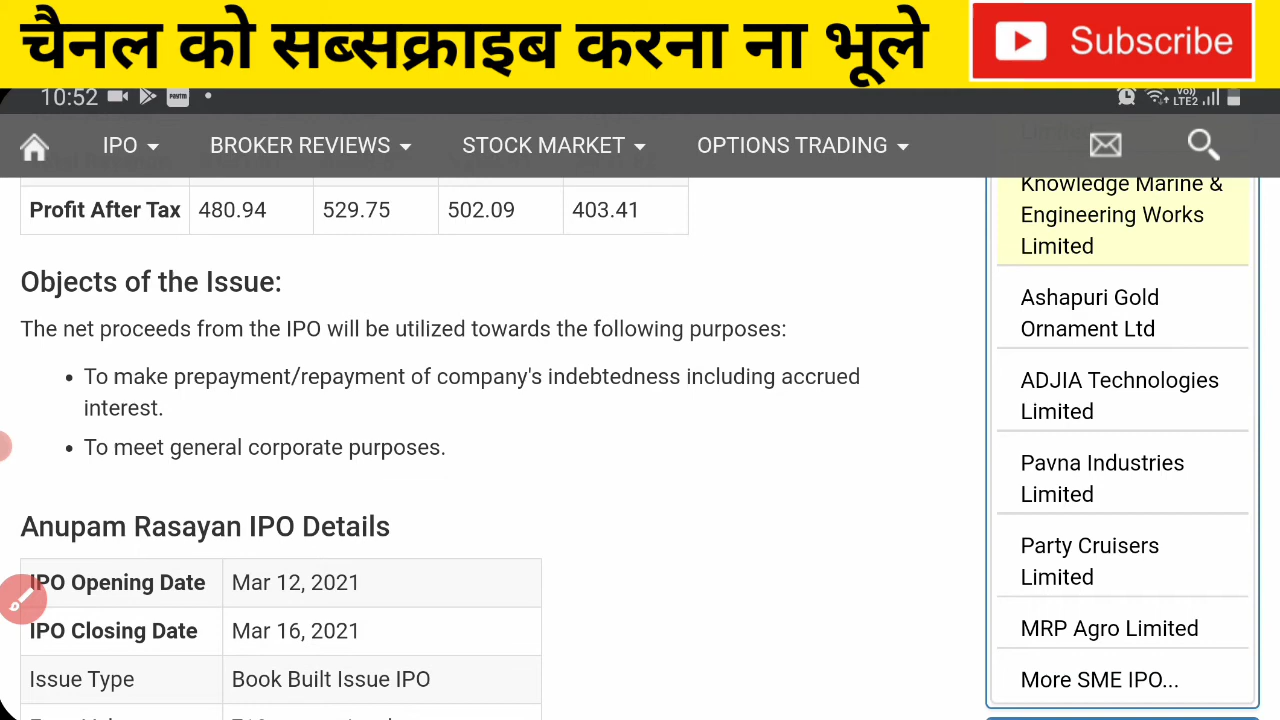 चैनल को सब्सक्राइब करना ना भूले
Subscribe
10:52
LTE2
IPO
BROKER REVIEWS
STOCK MARKET
OPTIONS TRADING
Profit After Tax 480.94 529.75 502.09 403.41
Objects of the Issue:
The net proceeds from the IPO will be utilized towards the following purposes:
• To make prepayment/repayment of company's indebtedness including accrued
interest.
• To meet general corporate purposes.
Anupam Rasayan IPO Details
IPO Opening Date Mar 12, 2021
IPO Closing Date Mar 16, 2021
Issue Type Book Built Issue IPO
Limited
Knowledge Marine &
Engineering Works
Limited
Ashapuri Gold
Ornament Ltd
ADJIA Technologies
Limited
Pavna Industries
Limited
Party Cruisers
Limited
MRP Agro Limited
More SME IPO...